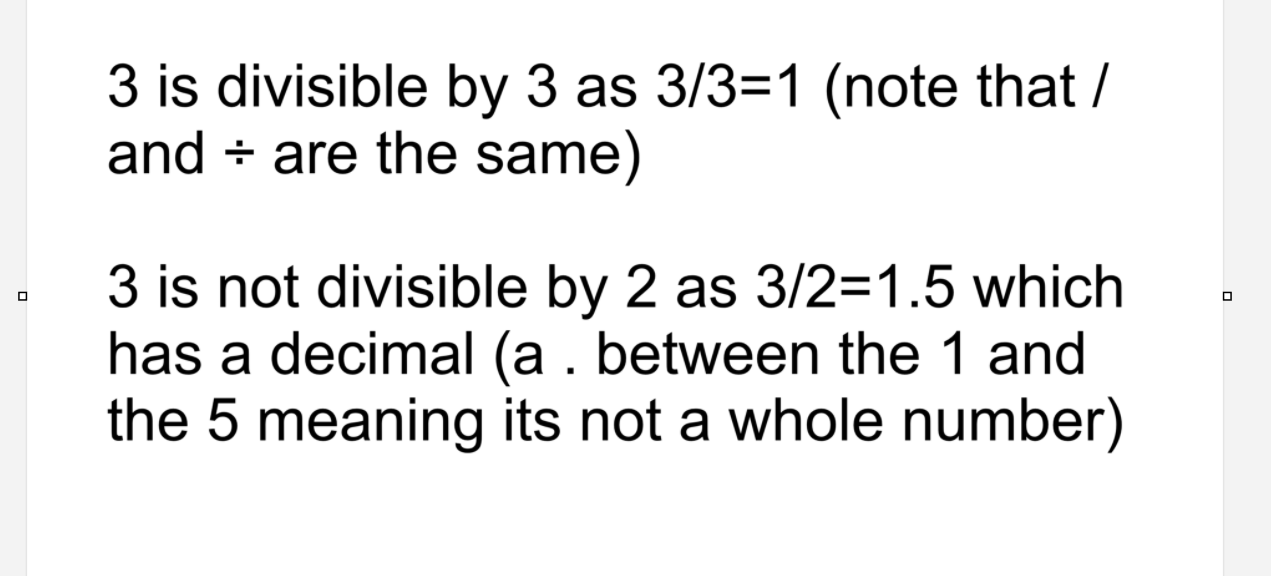 3 is divisible by 3 as 3/3=1 (note that /
and ÷ are the same)
3 is not divisible by 2 as 3/2=1.5 which
has a decimal (a . between the 1 and
the 5 meaning its not a whole number)